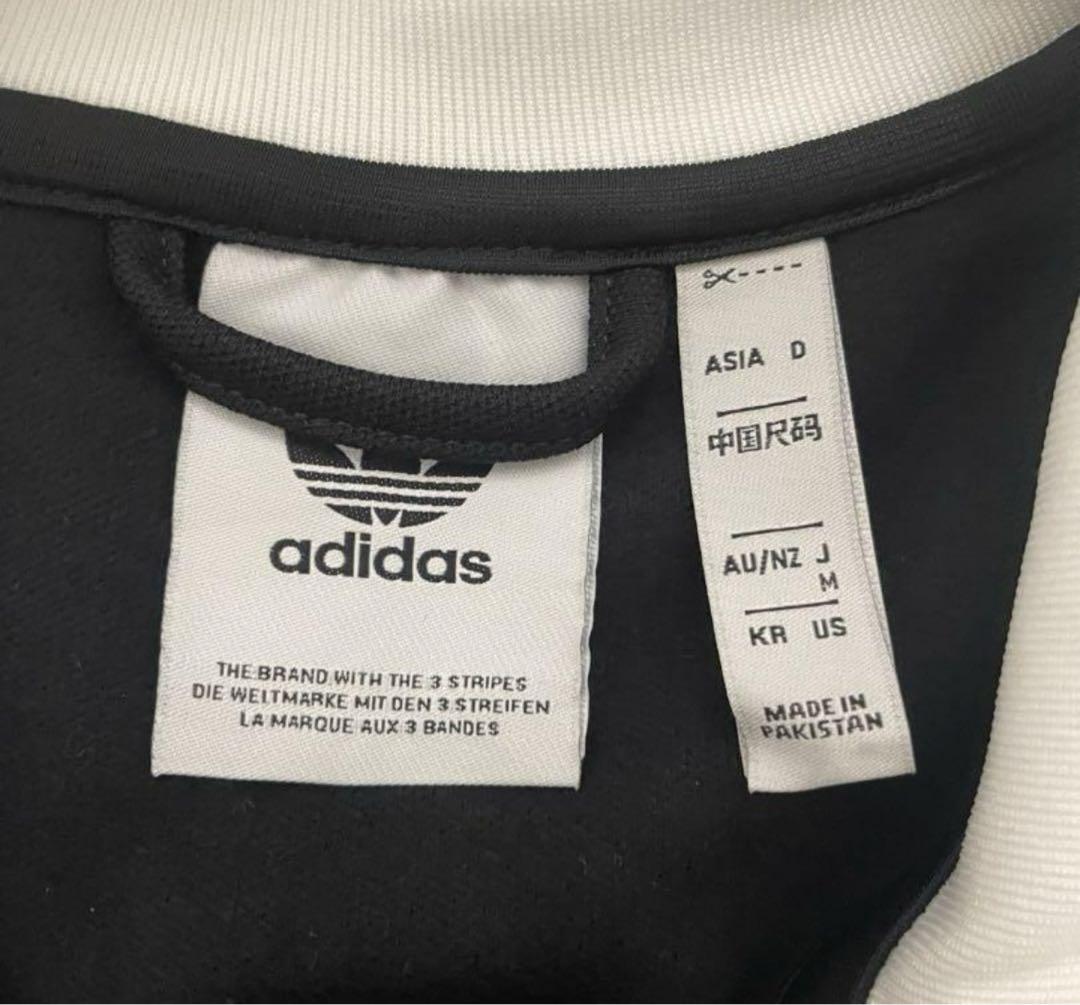 adidas
THE BRAND WITH THE 3 STRIPES
DIE WELTMARKE MIT DEN 3 STREIFEN
LA MARQUE AUX 3 BANDES
ASIA D
中国尺码
AU/NZ J
M
KR US
MADE IN
PAKISTAN